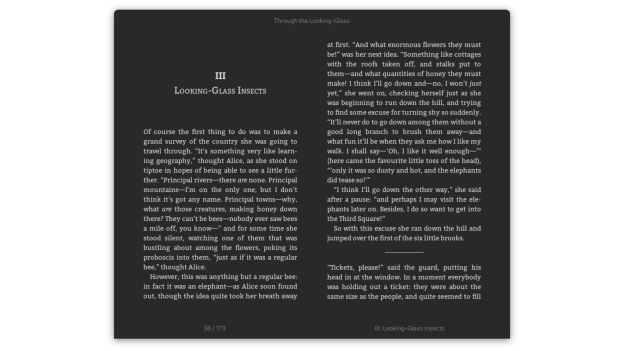 Through the Looking-Glass
III
Looking-Glass Insects
Of course the first thing to do was to make a
grand survey of the country she was going to
travel through. “It’s something very like learn-
ing geography,” thought Alice, as she stood on
tiptoe in hopes of being able to see a little fur-
ther. “Principal rivers—there are none. Principal
mountains—I’m on the only one, but I don’t
think it’s got any name. Principal towns—why,
what are those creatures, making honey down
there? They can’t be bees—nobody ever saw bees
a mile off, you know—” and for some time she
stood silent, watching one of them that was
bustling about among the flowers, poking its
proboscis into them, “just as if it was a regular
bee,” thought Alice.
However, this was anything but a regular bee:
in fact it was an elephant—as Alice soon found
out, though the idea quite took her breath away
at first. “And what enormous flowers they must
be!” was her next idea. “Something like cottages
with the roofs taken off, and stalks put to
them—and what quantities of honey they must
make! I think I’ll go down and—no, I won’t just
yet,” she went on, checking herself just as she
was beginning to run down the hill, and trying
to find some excuse for turning shy so suddenly.
“It’ll never do to go down among them without a
good long branch to brush them away—and
what fun it’ll be when they ask me how I like my
walk. I shall say—‘Oh, I like it well enough—’”
(here came the favourite little toss of the head),
“‘only it was so dusty and hot, and the elephants
did tease so!’”
“I think I’ll go down the other way,” she said
after a pause: “and perhaps I may visit the ele-
phants later on. Besides, I do so want to get into
the Third Square!”
So with this excuse she ran down the hill and
jumped over the first of the six little brooks.
“Tickets, please!” said the guard, putting his
head in at the window. In a moment everybody
was holding out a ticket: they were about the
same size as the people, and quite seemed to fill
38 / 173
III: Looking-Glass Insects